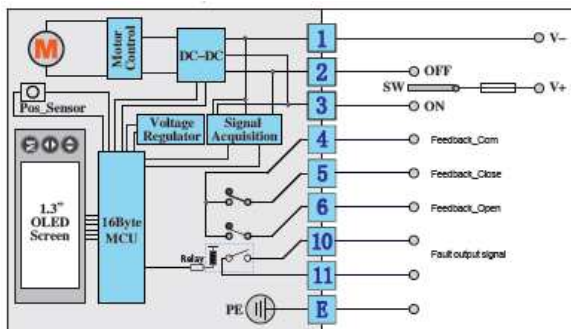 1
V-
Motor
Control
DC-DC
M
2
OFF
SW
V+
Pos_Sensor
3
ON
Voltage
Regulator
Signal
Acquisition
4
Feedback_Com
5
Feedback_Close
1.3"
OLED
Screen
16Byte
MCU
6
Feedback_Open
10
Relay
Fault output signal
11
PE
E